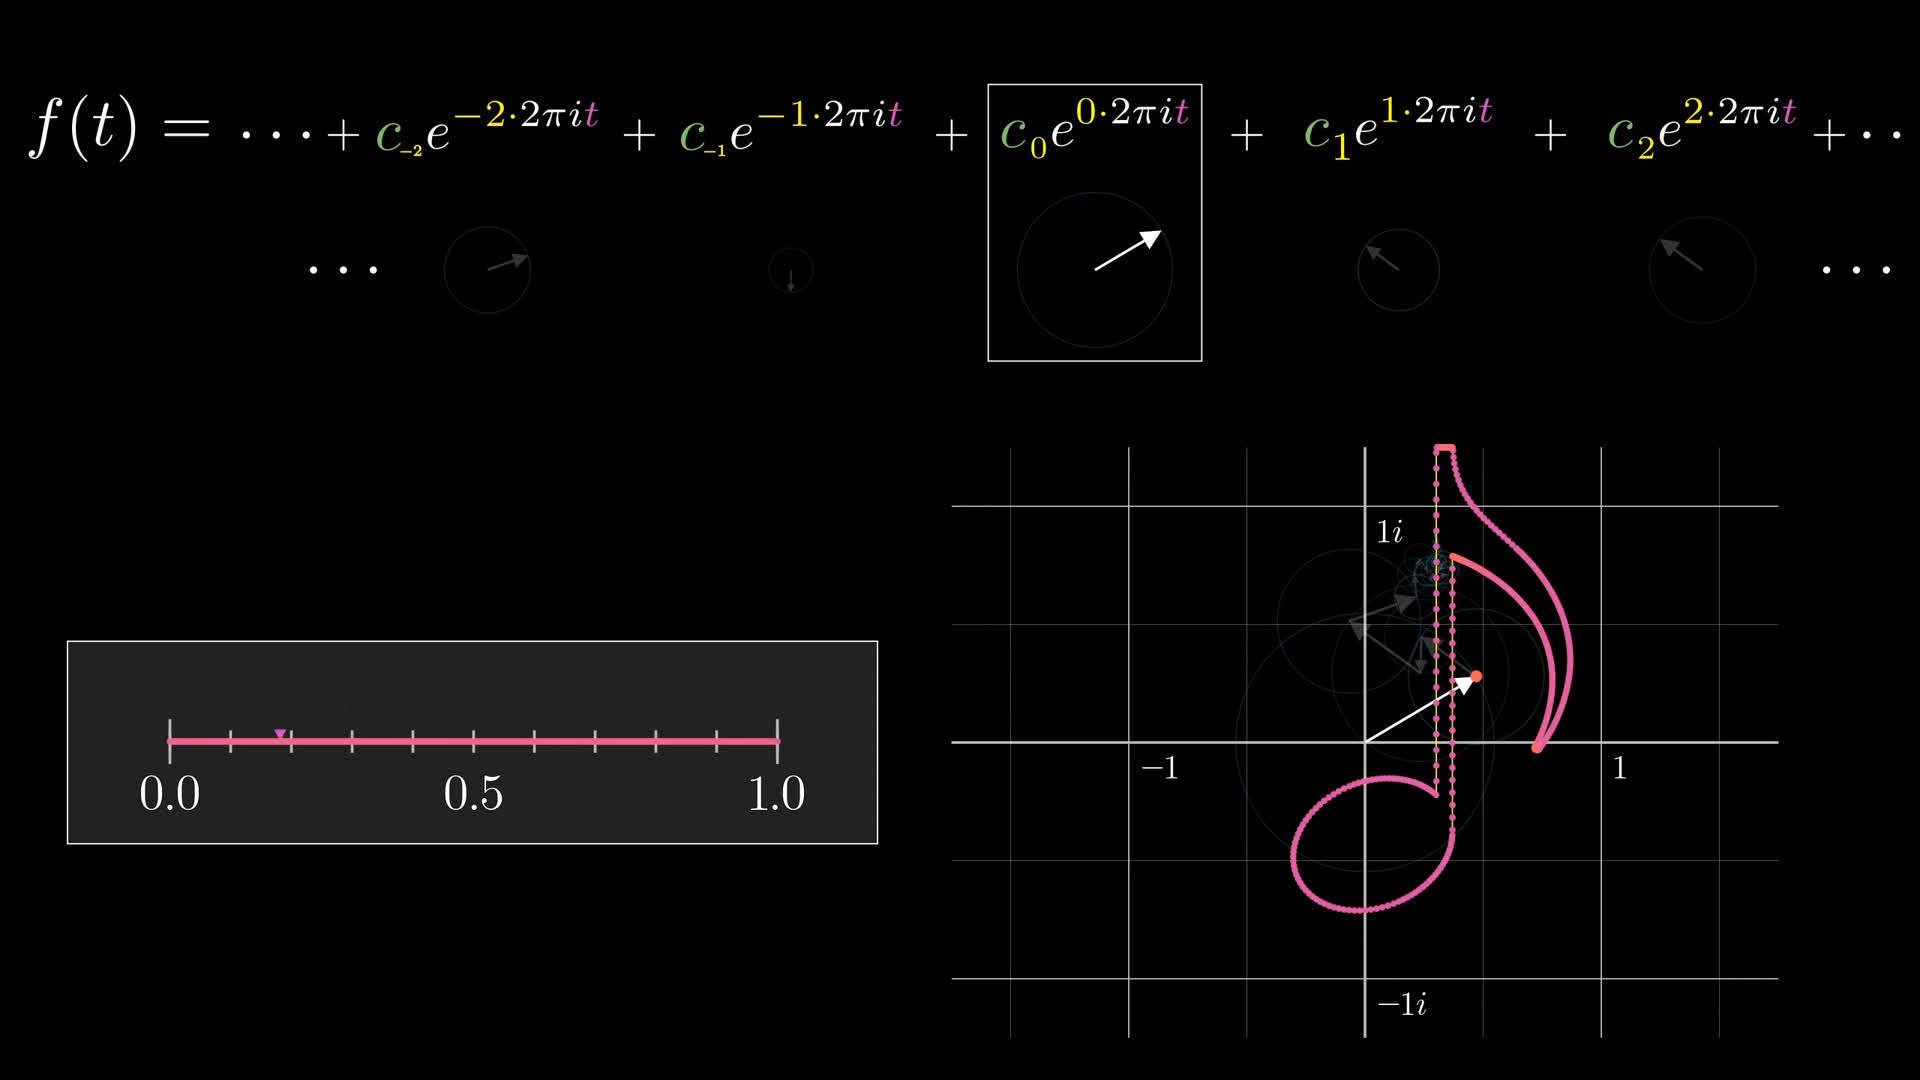 f(t) = ··· + c₋₂e^{−2·2πit} + c₋₁e^{−1·2πit} + c₀e^{0·2πit} + c₁e^{1·2πit} + c₂e^{2·2πit} + ··
··· ···
1i
−1 1
0.0 0.5 1.0
−1i